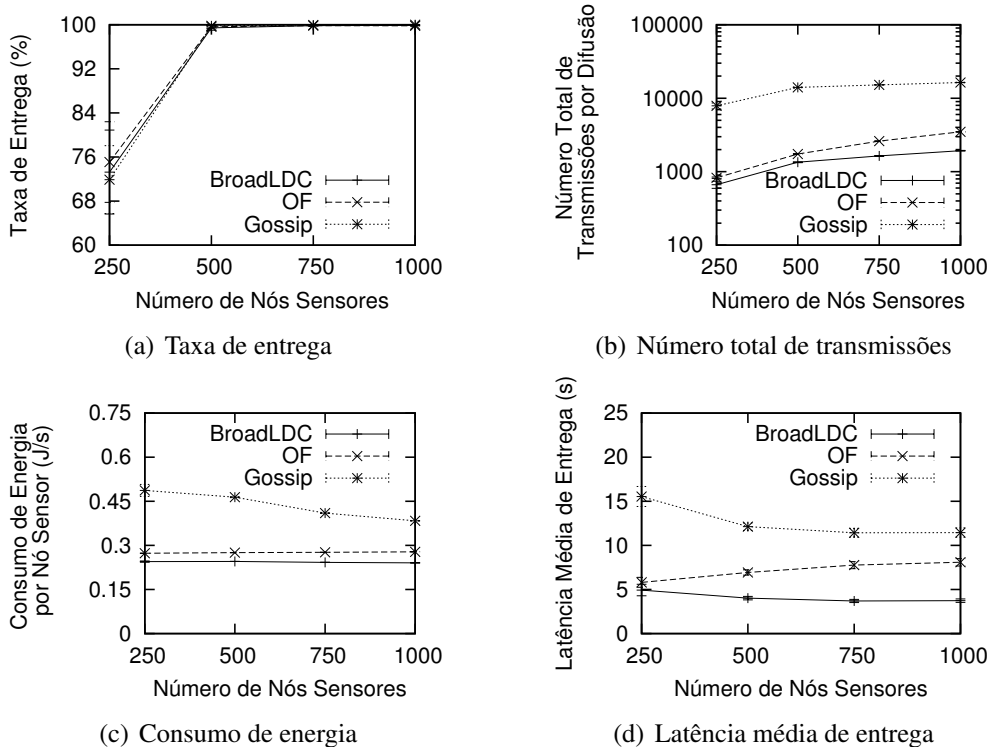 Taxa de Entrega (%)
100
92
84
76
68
60
BroadLDC
OF
Gossip
250
500
750
1000
Número de Nós Sensores
(a) Taxa de entrega
Número Total de
Transmissões por Difusão
100000
10000
1000
100
BroadLDC
OF
Gossip
250
500
750
1000
Número de Nós Sensores
(b) Número total de transmissões
Consumo de Energia
por Nó Sensor (J/s)
0.75
0.6
0.45
0.3
0.15
0
BroadLDC
OF
Gossip
250
500
750
1000
Número de Nós Sensores
(c) Consumo de energia
Latência Média de Entrega (s)
25
20
15
10
5
0
BroadLDC
OF
Gossip
250
500
750
1000
Número de Nós Sensores
(d) Latência média de entrega